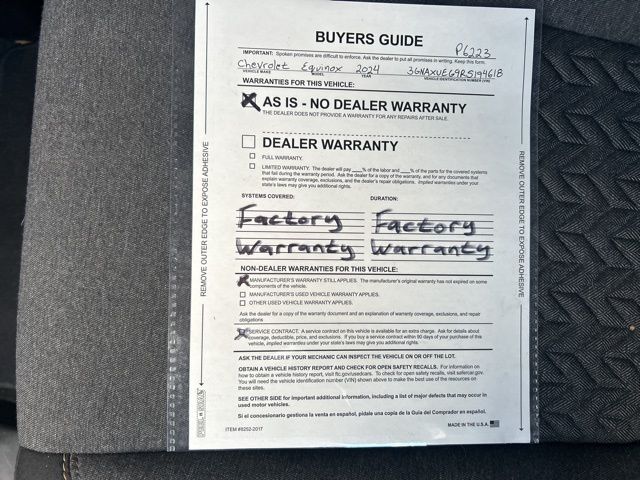 BUYERS GUIDE
P6223
IMPORTANT: Spoken promises are difficult to enforce. Ask the dealer to put all promises in writing. Keep this form.
Chevrolet Equinox 2024 3GNAXUEG9RS194618
VEHICLE MAKE MODEL YEAR VEHICLE IDENTIFICATION NUMBER (VIN)
WARRANTIES FOR THIS VEHICLE:
X AS IS - NO DEALER WARRANTY
THE DEALER DOES NOT PROVIDE A WARRANTY FOR ANY REPAIRS AFTER SALE.
DEALER WARRANTY
FULL WARRANTY.
LIMITED WARRANTY. The dealer will pay ___% of the labor and ___% of the parts for the covered systems
that fail during the warranty period. Ask the dealer for a copy of the warranty, and for any documents that
explain warranty coverage, exclusions, and the dealer's repair obligations. Implied warranties under your
state's laws may give you additional rights.
SYSTEMS COVERED: DURATION:
Factory Factory
Warranty Warranty
NON-DEALER WARRANTIES FOR THIS VEHICLE:
X MANUFACTURER'S WARRANTY STILL APPLIES. The manufacturer's original warranty has not expired on some
components of the vehicle.
MANUFACTURER'S USED VEHICLE WARRANTY APPLIES.
OTHER USED VEHICLE WARRANTY APPLIES.
Ask the dealer for a copy of the warranty document and an explanation of warranty coverage, exclusions, and repair
obligations
X SERVICE CONTRACT. A service contract on this vehicle is available for an extra charge. Ask for details about
coverage, deductible, price, and exclusions. If you buy a service contract within 90 days of your purchase of this
vehicle, implied warranties under your state's laws may give you additional rights.
ASK THE DEALER IF YOUR MECHANIC CAN INSPECT THE VEHICLE ON OR OFF THE LOT.
OBTAIN A VEHICLE HISTORY REPORT AND CHECK FOR OPEN SAFETY RECALLS. For information on
how to obtain a vehicle history report, visit ftc.gov/usedcars. To check for open safety recalls, visit safercar.gov.
You will need the vehicle identification number (VIN) shown above to make the best use of the resources on
these sites.
SEE OTHER SIDE for important additional information, including a list of major defects that may occur in
used motor vehicles.
Si el concesionario gestiona la venta en español, pídale una copia de la Guía del Comprador en español.
ITEM #8252-2017 MADE IN THE U.S.A.
REMOVE OUTER EDGE TO EXPOSE ADHESIVE
REMOVE OUTER EDGE TO EXPOSE ADHESIVE